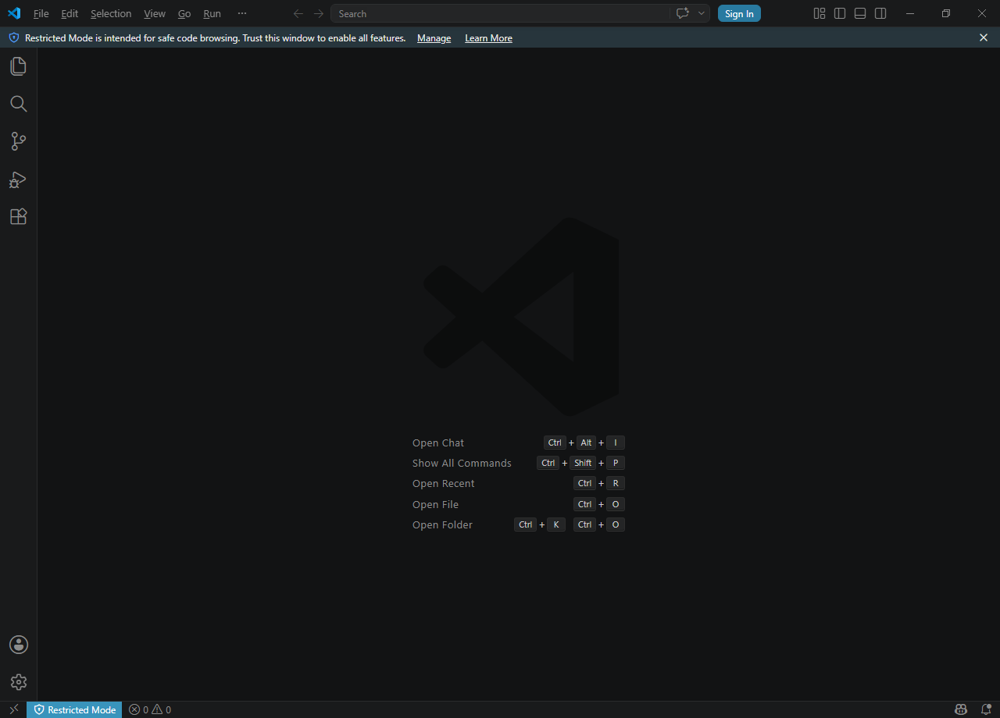 File Edit Selection View Go Run ··· Search Sign In
Restricted Mode is intended for safe code browsing. Trust this window to enable all features. Manage Learn More
Open Chat Ctrl + Alt + I
Show All Commands Ctrl + Shift + P
Open Recent Ctrl + R
Open File Ctrl + O
Open Folder Ctrl + K Ctrl + O
Restricted Mode 0 0